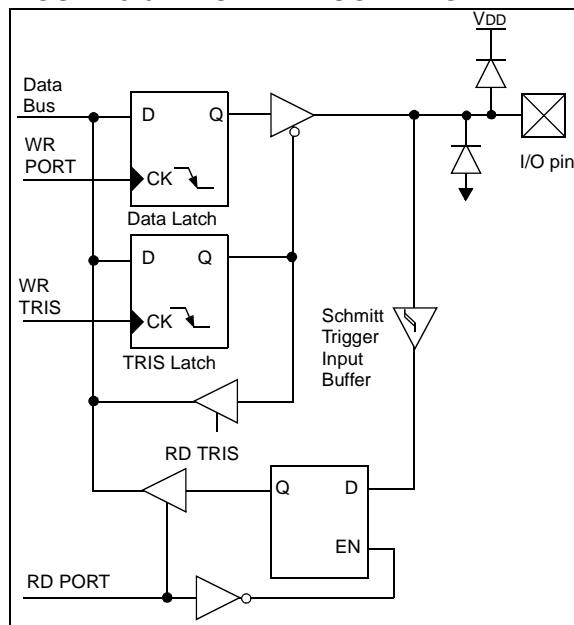 VDD
Data
Bus
D
Q
WR
PORT
CK
I/O pin
Data Latch
D
Q
WR
TRIS
CK
TRIS Latch
Schmitt
Trigger
Input
Buffer
RD TRIS
Q
D
EN
RD PORT